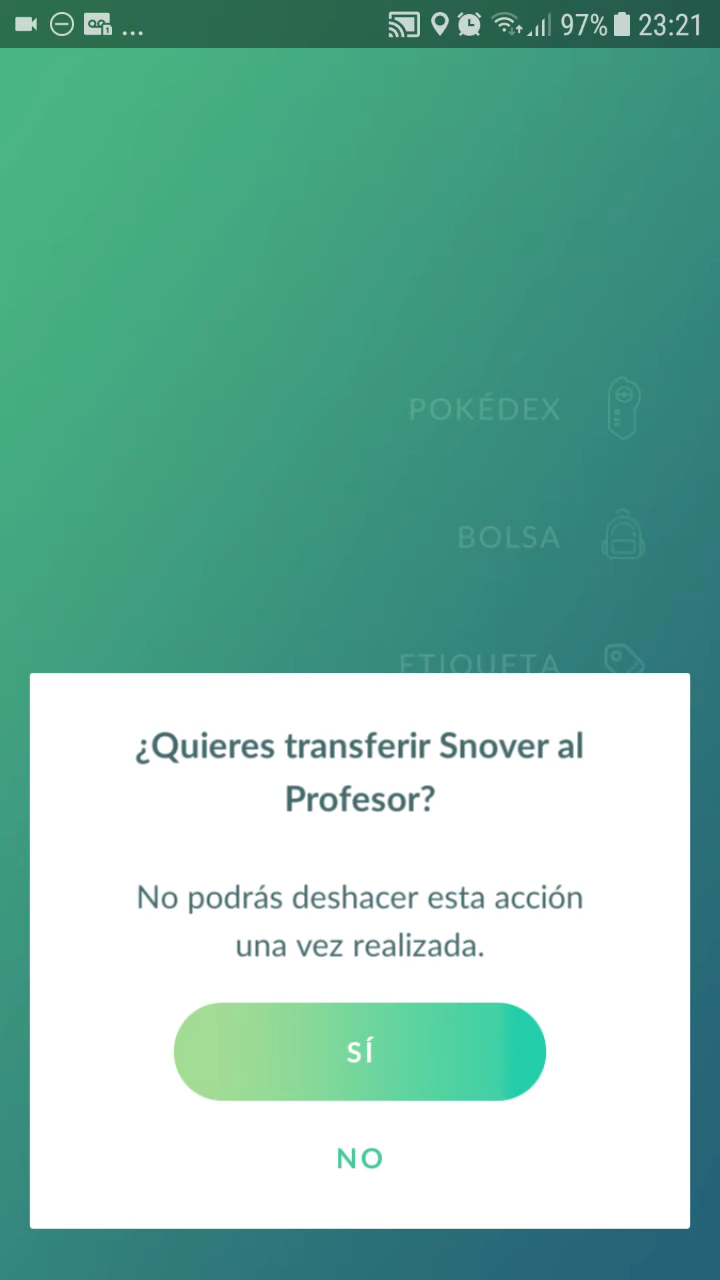 ... 97% 23:21
POKÉDEX
BOLSA
ETIQUETA
¿Quieres transferir Snover al
Profesor?
No podrás deshacer esta acción
una vez realizada.
SÍ
NO